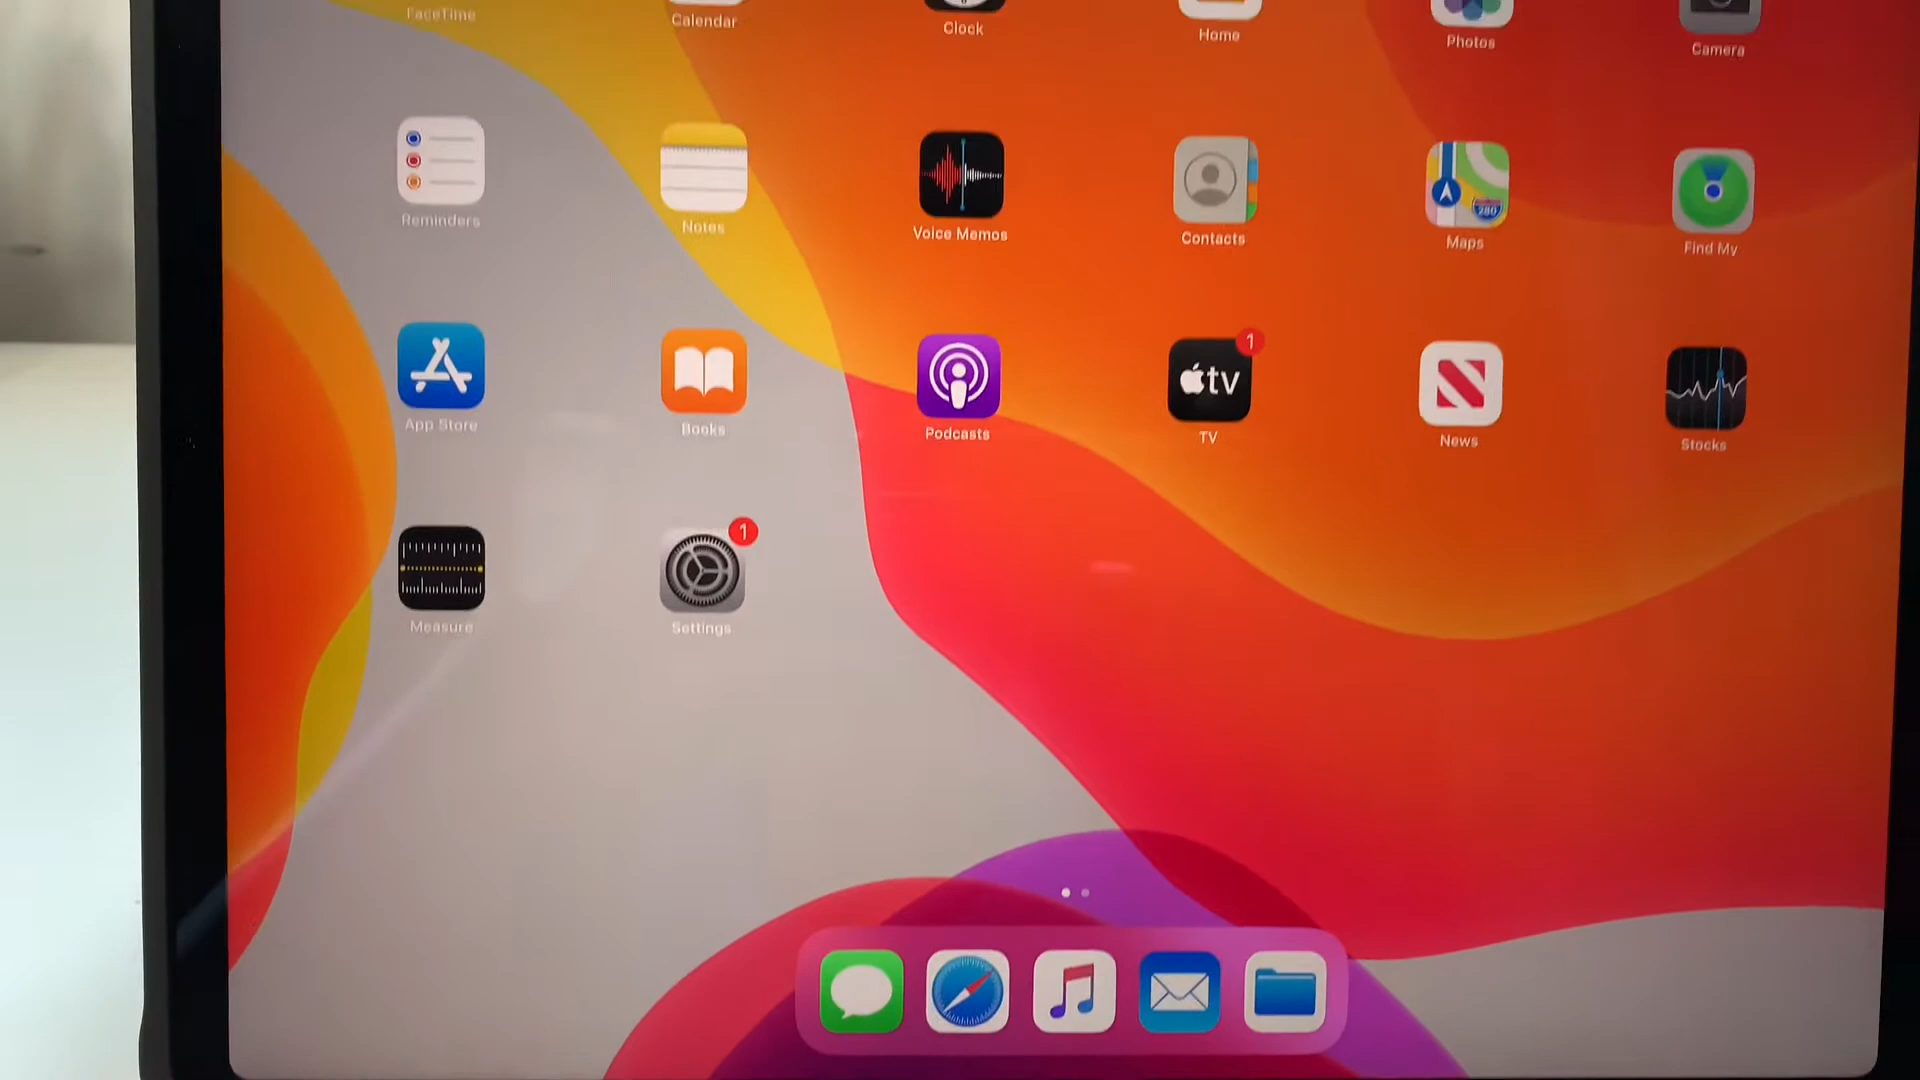 FaceTime
Calendar
Clock
Home
Photos
Camera
Reminders
Notes
Voice Memos
Contacts
280
Maps
Find My
App Store
Books
Podcasts
tv
1
TV
News
Stocks
Measure
1
Settings